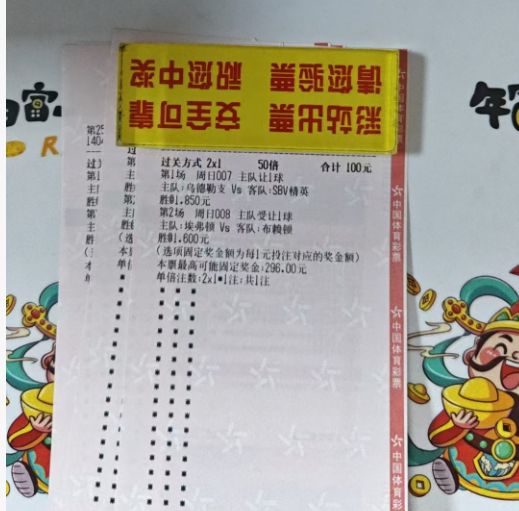 请您验票 祝您中奖
彩站出票 安全可靠
年
富
过关方式 2x1 50倍 合计 100元
第1场 周日007 主队让1球
主队:乌德勒支 Vs 客队:SBV精英
胜@1.850元
第2场 周日008 主队受让1球
主队:埃弗顿 Vs 客队:布赖顿
胜@1.600元
(选项固定奖金额为每1元投注对应的奖金额)
本票最高可能固定奖金:296.00元
单倍注数:2x1*1注;共1注
中国体育彩票
中国体育彩票
中国体育彩